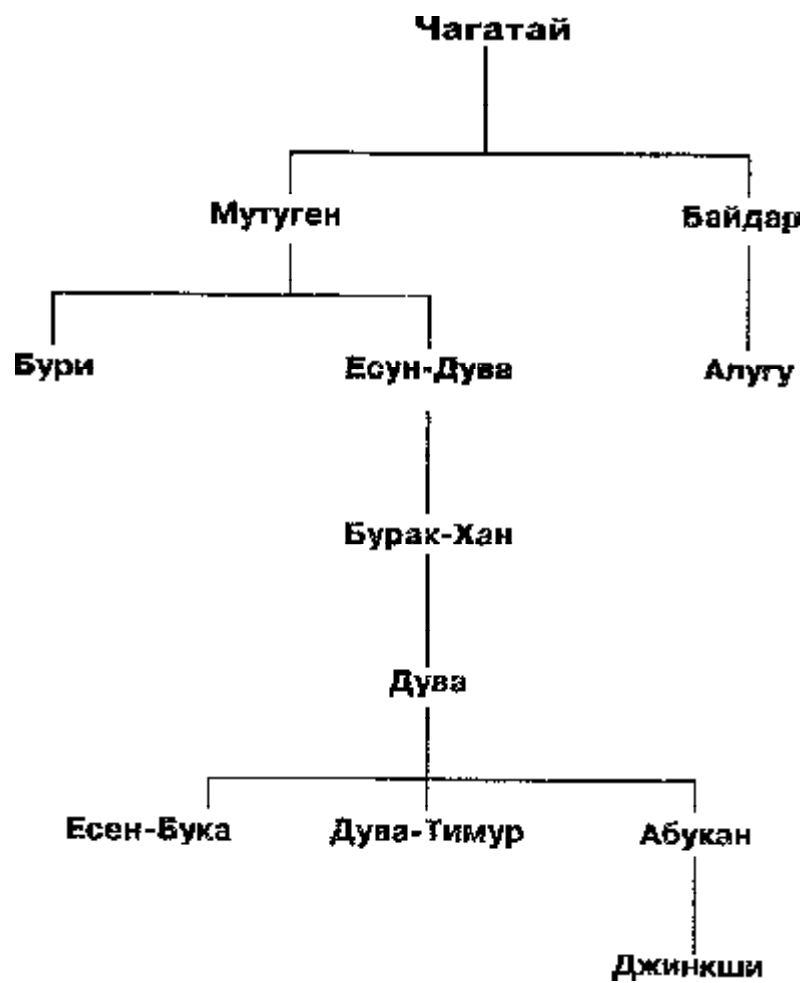 Чагатай
Мутуген
Байдар
Бури
Есун-Дува
Алугу
Бурак-Хан
Дува
Есен-Бука
Дува-Тимур
Абукан
Джинкши